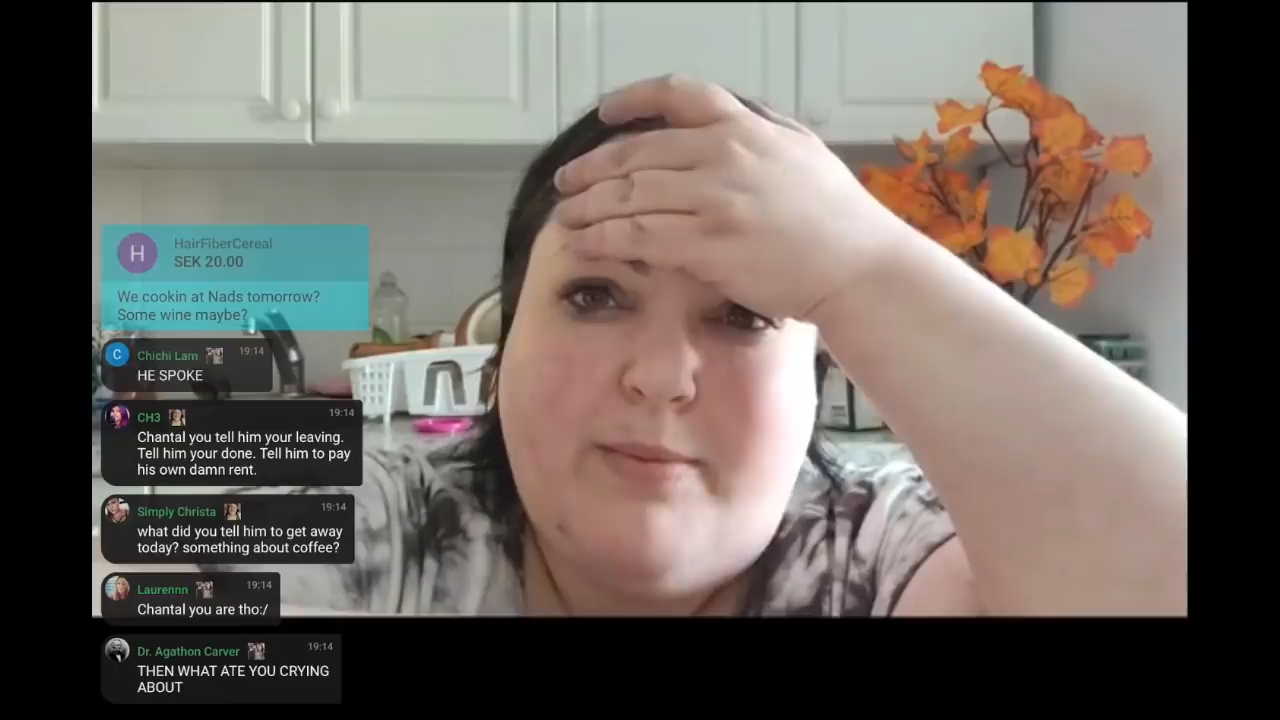 H
HairFiberCereal
SEK 20.00
We cookin at Nads tomorrow?
Some wine maybe?
C
Chichi Lam 19:14
HE SPOKE
CH3 19:14
Chantal you tell him your leaving.
Tell him your done. Tell him to pay
his own damn rent.
Simply Christa 19:14
what did you tell him to get away
today? something about coffee?
Laurennn 19:14
Chantal you are tho:/
Dr. Agathon Carver 19:14
THEN WHAT ATE YOU CRYING
ABOUT